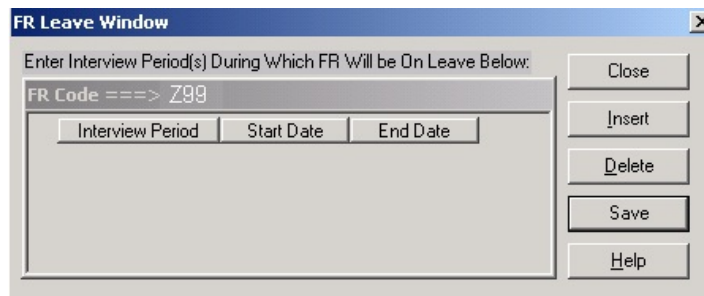 FR Leave Window
Enter Interview Period(s) During Which FR Will be On Leave Below:
FR Code ===> Z99
Interview Period Start Date End Date
Close
Insert
Delete
Save
Help